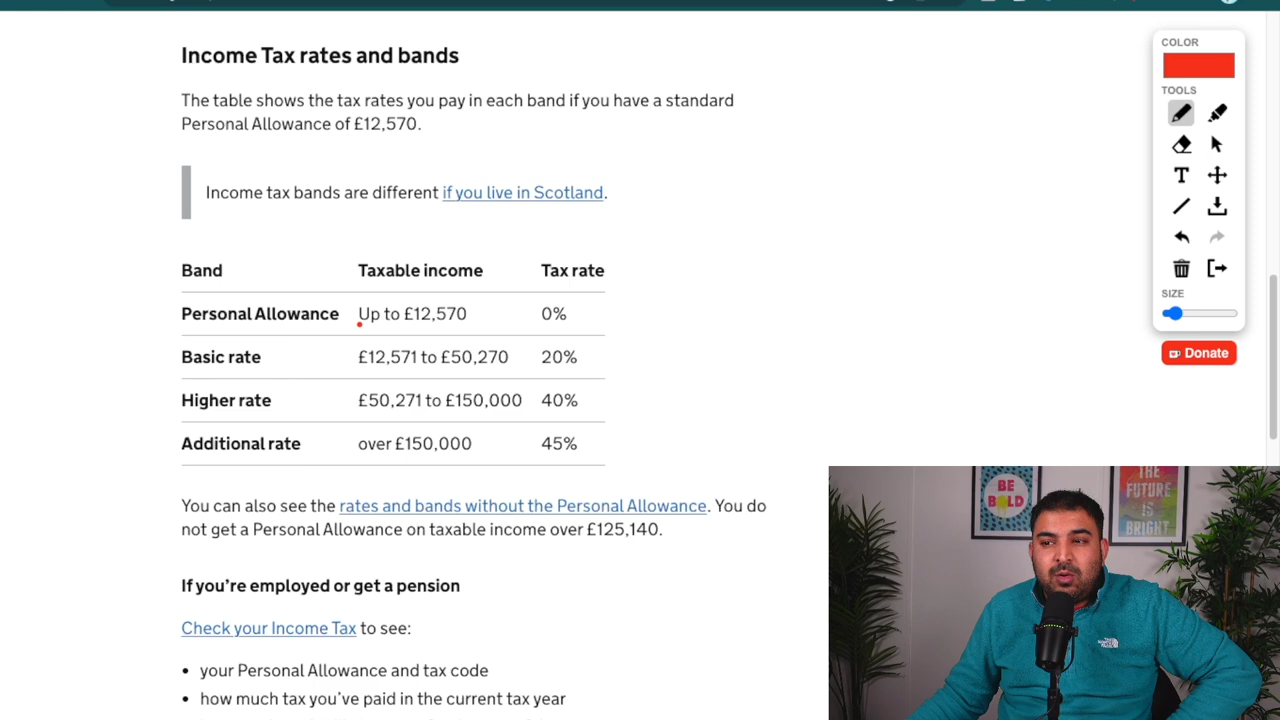 COLOR
TOOLS
T
SIZE
Donate
Income Tax rates and bands
The table shows the tax rates you pay in each band if you have a standard
Personal Allowance of £12,570.
Income tax bands are different if you live in Scotland.
Band Taxable income Tax rate
Personal Allowance Up to £12,570 0%
Basic rate £12,571 to £50,270 20%
Higher rate £50,271 to £150,000 40%
Additional rate over £150,000 45%
You can also see the rates and bands without the Personal Allowance. You do
not get a Personal Allowance on taxable income over £125,140.
If you're employed or get a pension
Check your Income Tax to see:
• your Personal Allowance and tax code
• how much tax you've paid in the current tax year
BE
BOLD
THE
FUTURE
IS
BRIGHT
THE NORTH FACE